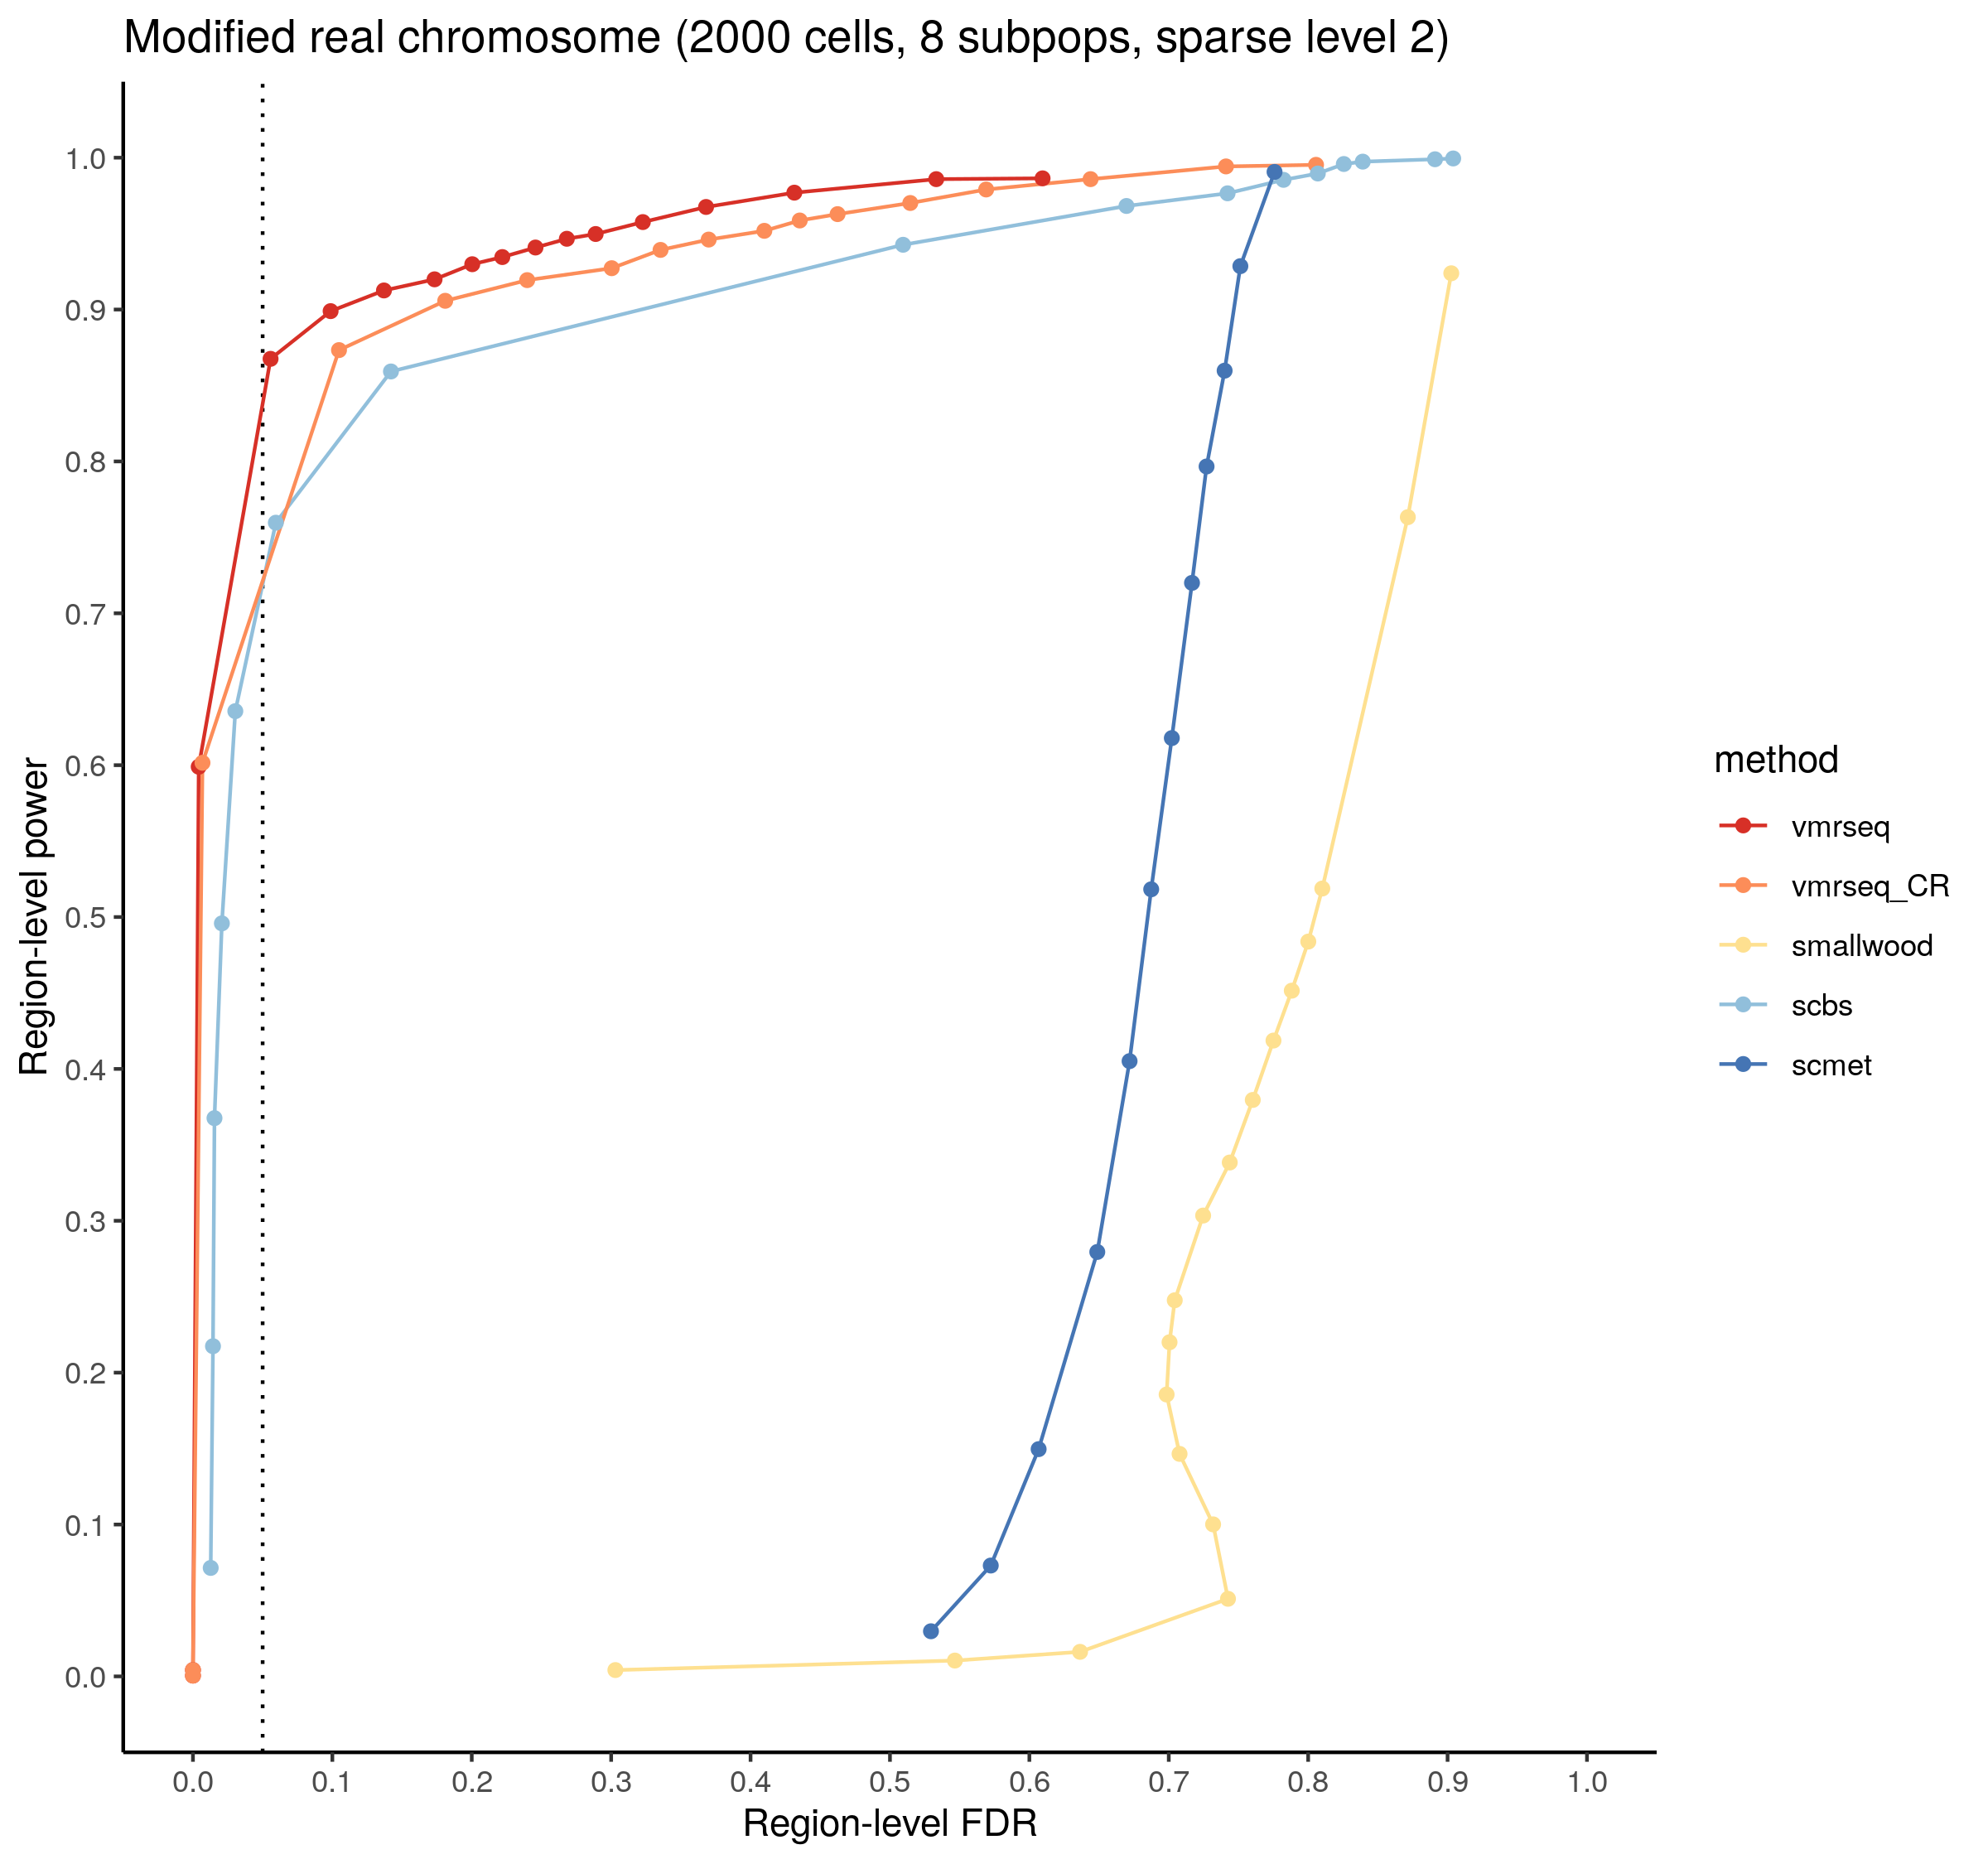 Modified real chromosome (2000 cells, 8 subpops, sparse level 2)
Region-level power
1.0
0.9
0.8
0.7
0.6
0.5
0.4
0.3
0.2
0.1
0.0
0.0 0.1 0.2 0.3 0.4 0.5 0.6 0.7 0.8 0.9 1.0
Region-level FDR
method
vmrseq
vmrseq_CR
smallwood
scbs
scmet